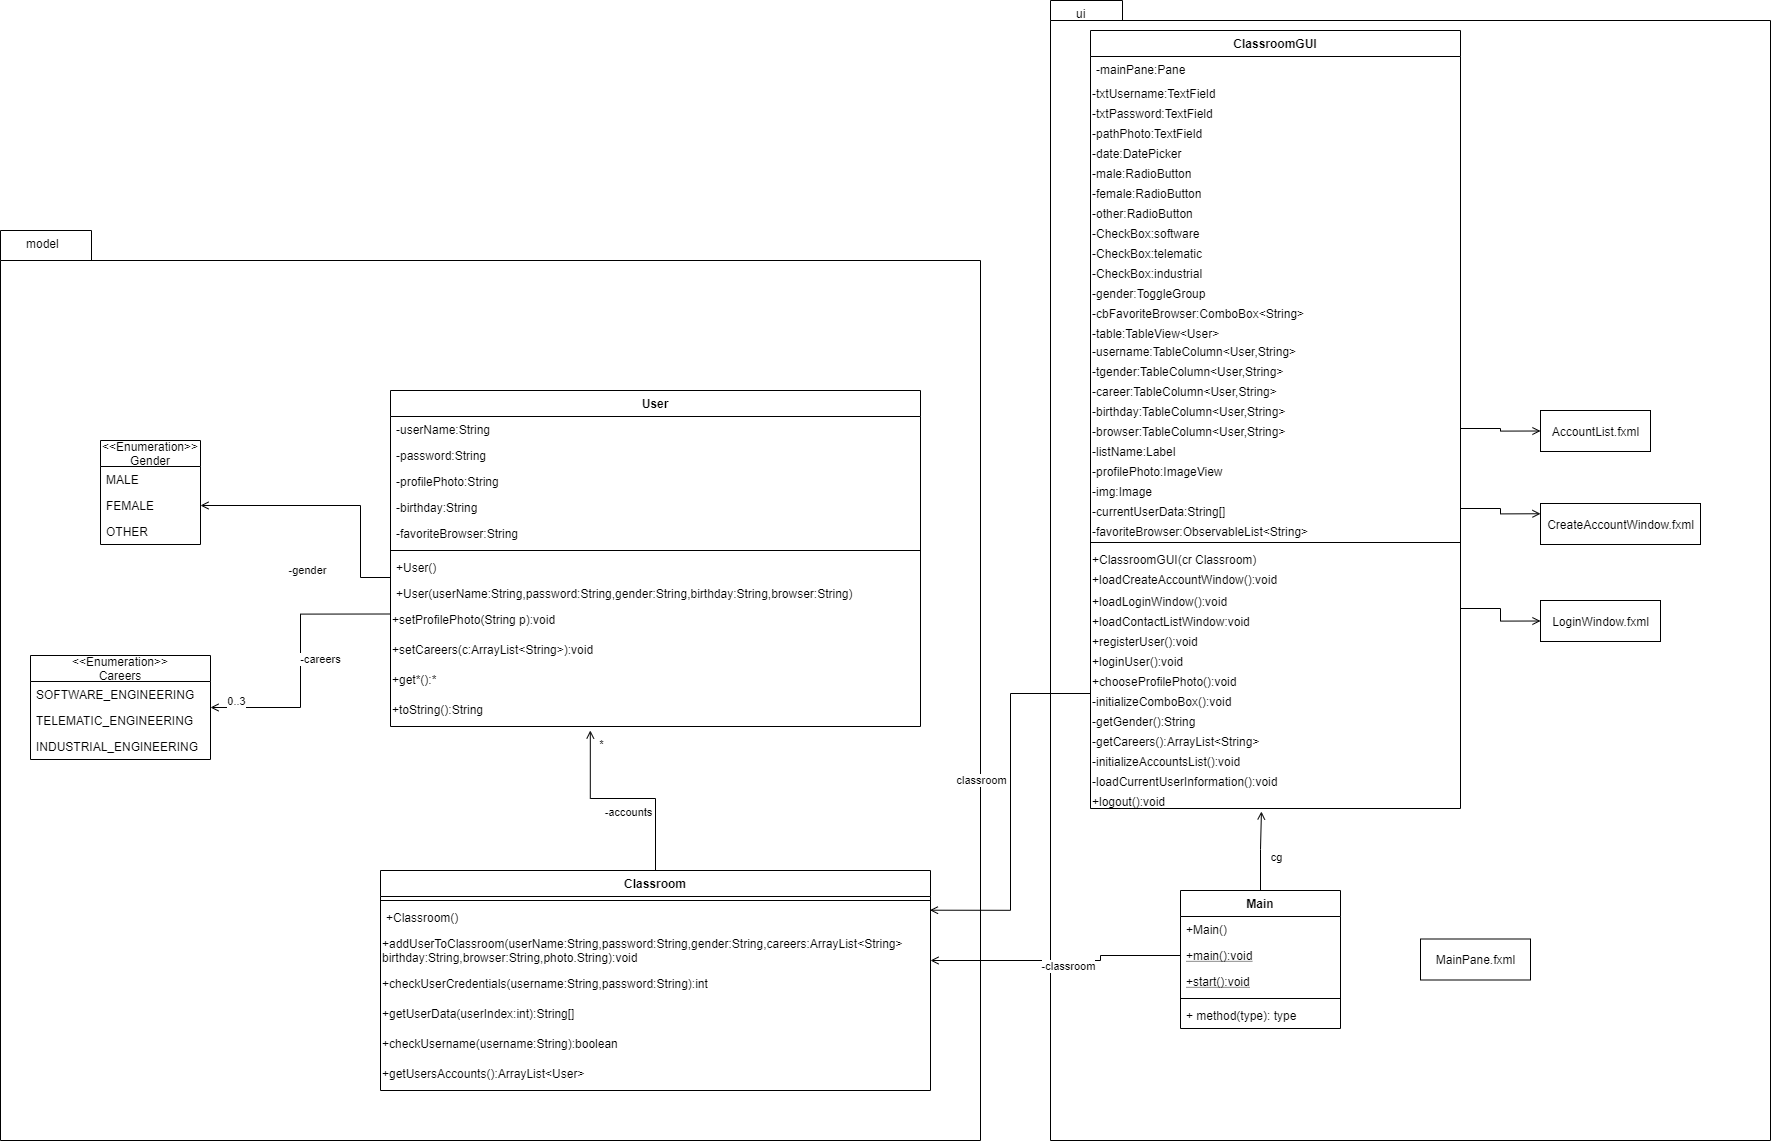 model
<<Enumeration>>
Gender
MALE
FEMALE
OTHER
<<Enumeration>>
Careers
SOFTWARE_ENGINEERING
TELEMATIC_ENGINEERING
INDUSTRIAL_ENGINEERING
-gender
-careers
0..3
User
-userName:String
-password:String
-profilePhoto:String
-birthday:String
-favoriteBrowser:String
+User()
+User(userName:String,password:String,gender:String,birthday:String,browser:String)
+setProfilePhoto(String p):void
+setCareers(c:ArrayList<String>):void
+get*():*
+toString():String
*
-accounts
Classroom
+Classroom()
+addUserToClassroom(userName:String,password:String,gender:String,careers:ArrayList<String>
birthday:String,browser:String,photo.String):void
+checkUserCredentials(username:String,password:String):int
+getUserData(userIndex:int):String[]
+checkUsername(username:String):boolean
+getUsersAccounts():ArrayList<User>
classroom
-classroom
ui
ClassroomGUI
-mainPane:Pane
-txtUsername:TextField
-txtPassword:TextField
-pathPhoto:TextField
-date:DatePicker
-male:RadioButton
-female:RadioButton
-other:RadioButton
-CheckBox:software
-CheckBox:telematic
-CheckBox:industrial
-gender:ToggleGroup
-cbFavoriteBrowser:ComboBox<String>
-table:TableView<User>
-username:TableColumn<User,String>
-tgender:TableColumn<User,String>
-career:TableColumn<User,String>
-birthday:TableColumn<User,String>
-browser:TableColumn<User,String>
-listName:Label
-profilePhoto:ImageView
-img:Image
-currentUserData:String[]
-favoriteBrowser:ObservableList<String>
+ClassroomGUI(cr Classroom)
+loadCreateAccountWindow():void
+loadLoginWindow():void
+loadContactListWindow:void
+registerUser():void
+loginUser():void
+chooseProfilePhoto():void
-initializeComboBox():void
-getGender():String
-getCareers():ArrayList<String>
-initializeAccountsList():void
-loadCurrentUserInformation():void
+logout():void
AccountList.fxml
CreateAccountWindow.fxml
LoginWindow.fxml
cg
Main
+Main()
+main():void
+start():void
+ method(type): type
MainPane.fxml